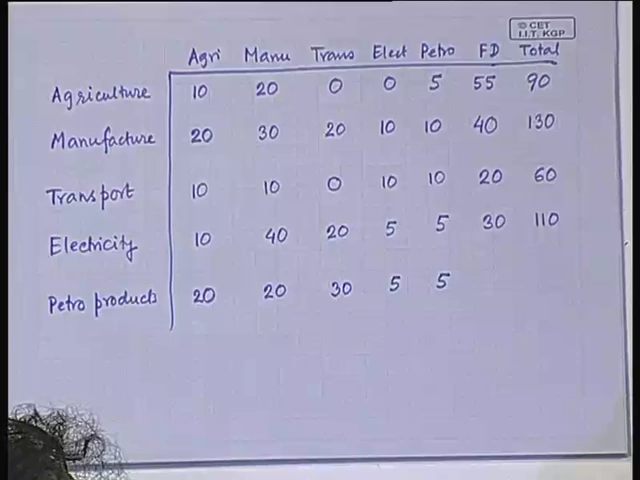 © CET
I.I.T. KGP
Agri Manu Trans Elect Petro FD Total
Agriculture 10 20 0 0 5 55 90
Manufacture 20 30 20 10 10 40 130
Transport 10 10 0 10 10 20 60
Electricity 10 40 20 5 5 30 110
Petro products 20 20 30 5 5